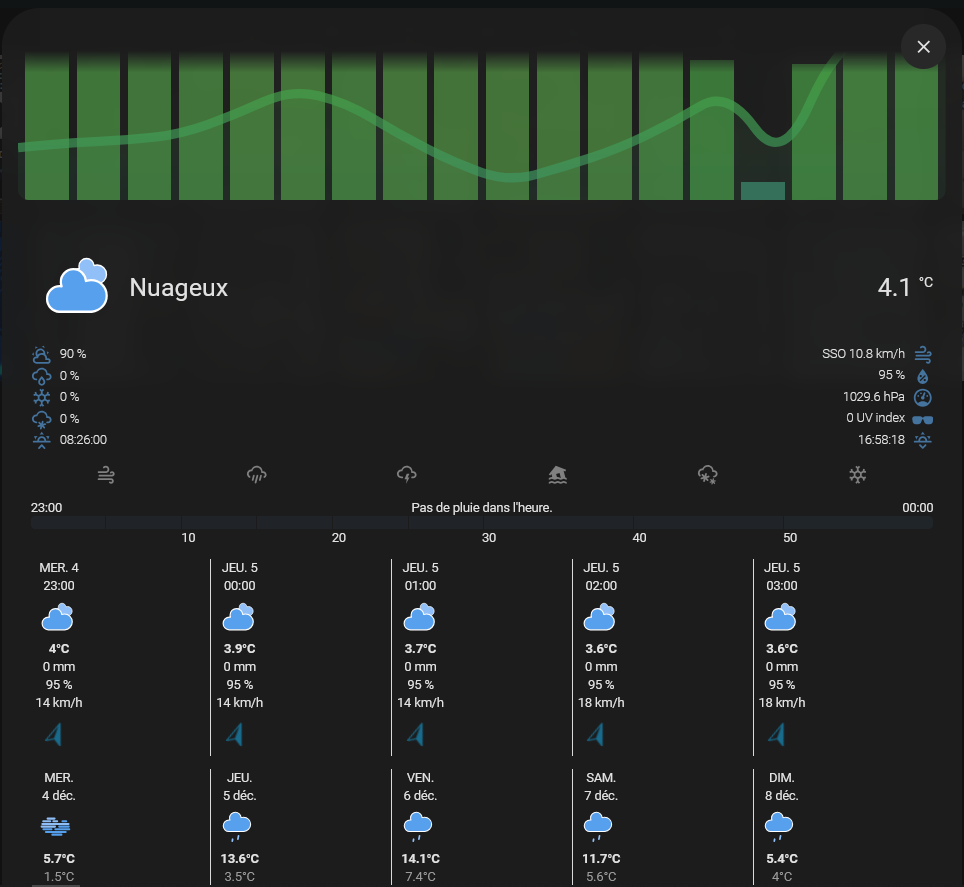 Nuageux
4.1 °C
90 % SSO 10.8 km/h
0 % 95 %
0 % 1029.6 hPa
0 % 0 UV index
08:26:00 16:58:18
23:00 Pas de pluie dans l'heure. 00:00
10 20 30 40 50
MER. 4 JEU. 5 JEU. 5 JEU. 5 JEU. 5
23:00 00:00 01:00 02:00 03:00
4°C 3.9°C 3.7°C 3.6°C 3.6°C
0 mm 0 mm 0 mm 0 mm 0 mm
95 % 95 % 95 % 95 % 95 %
14 km/h 14 km/h 14 km/h 18 km/h 18 km/h
MER. JEU. VEN. SAM. DIM.
4 déc. 5 déc. 6 déc. 7 déc. 8 déc.
5.7°C 13.6°C 14.1°C 11.7°C 5.4°C
1.5°C 3.5°C 7.4°C 5.6°C 4°C